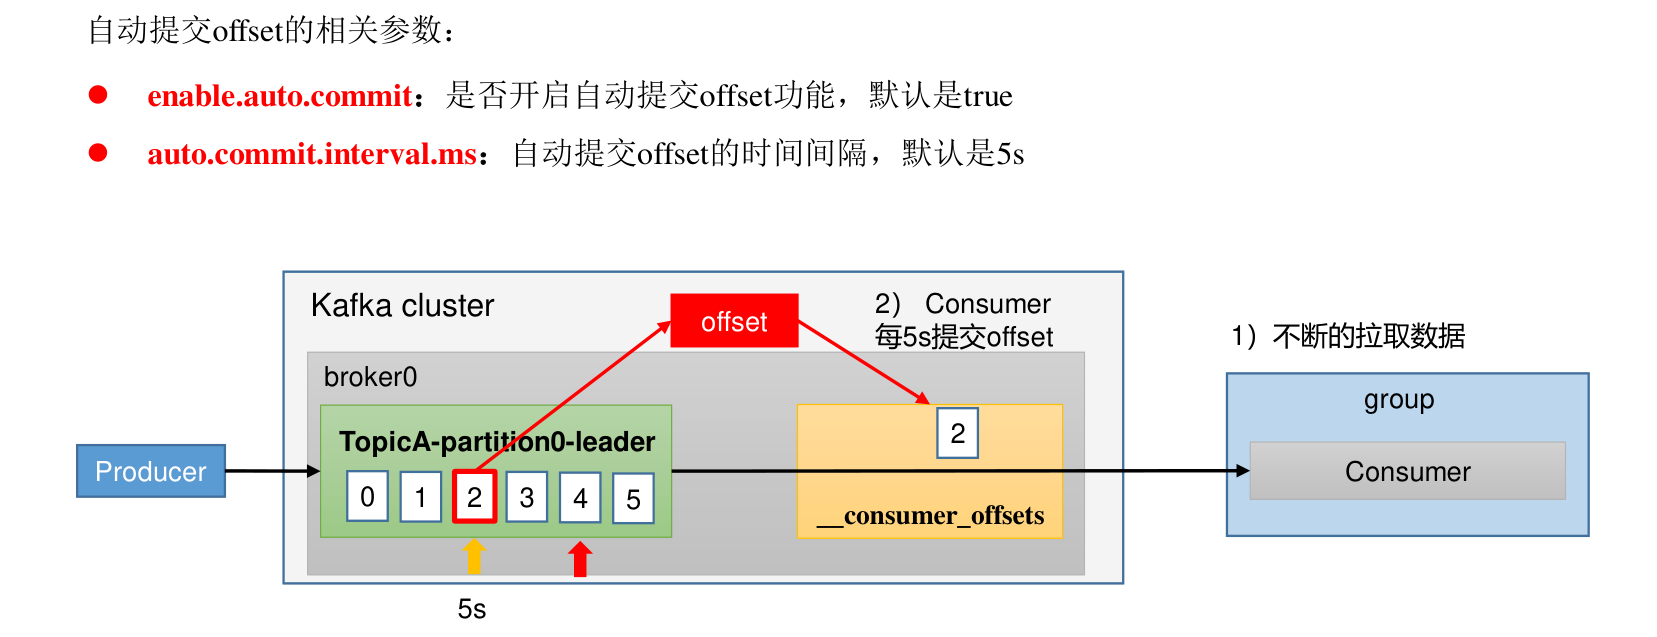 自动提交offset的相关参数：
enable.auto.commit：是否开启自动提交offset功能，默认是true
auto.commit.interval.ms：自动提交offset的时间间隔，默认是5s
Kafka cluster
offset
2） Consumer
每5s提交offset
1）不断的拉取数据
broker0
group
TopicA-partition0-leader
2
Producer
Consumer
0 1 2 3 4 5
__consumer_offsets
5s